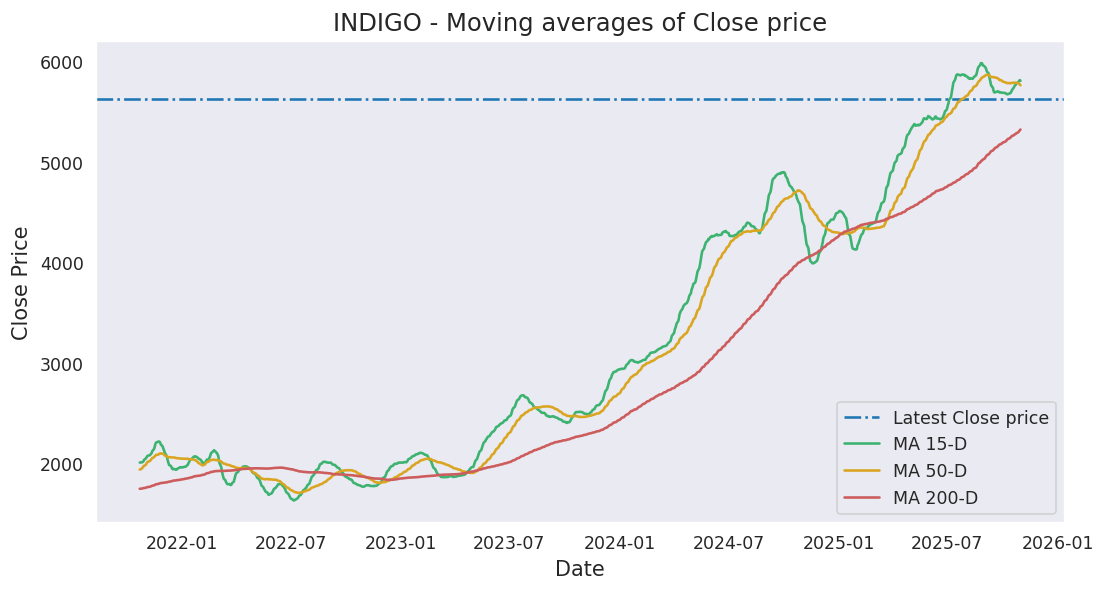 INDIGO - Moving averages of Close price
Close Price
6000
5000
4000
3000
2000
Latest Close price
MA 15-D
MA 50-D
MA 200-D
2022-01 2022-07 2023-01 2023-07 2024-01 2024-07 2025-01 2025-07 2026-01
Date